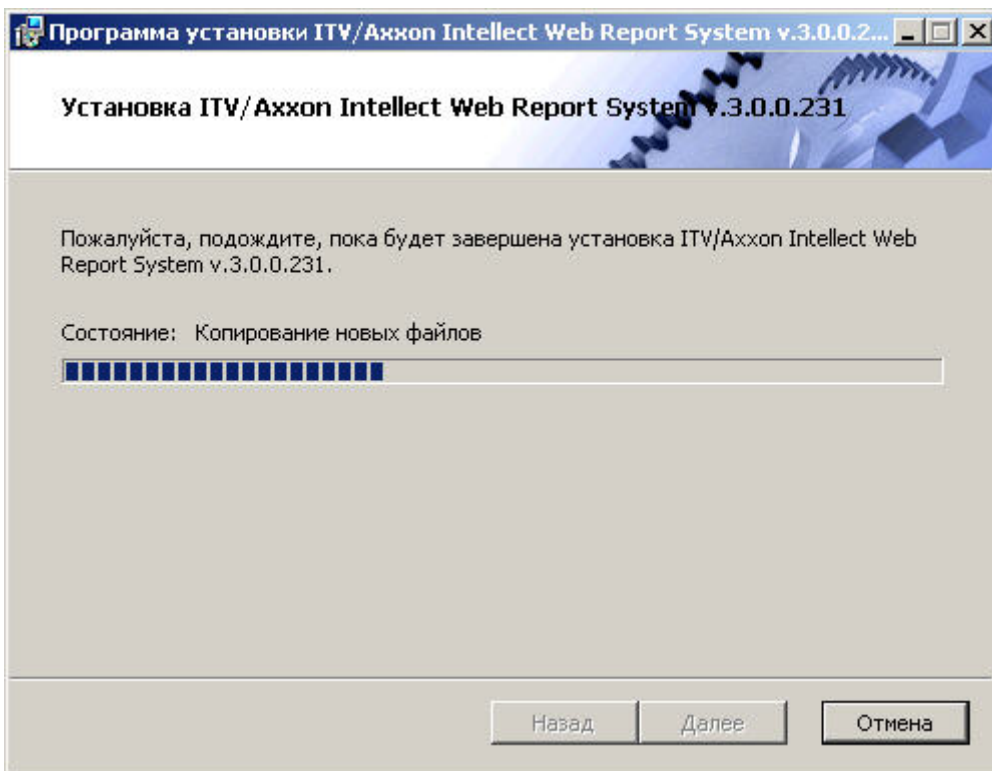 Программа установки ITV/Axxon Intellect Web Report System v.3.0.0.2...
Установка ITV/Axxon Intellect Web Report System v.3.0.0.231
Пожалуйста, подождите, пока будет завершена установка ITV/Axxon Intellect Web
Report System v.3.0.0.231.
Состояние: Копирование новых файлов
Назад Далее Отмена